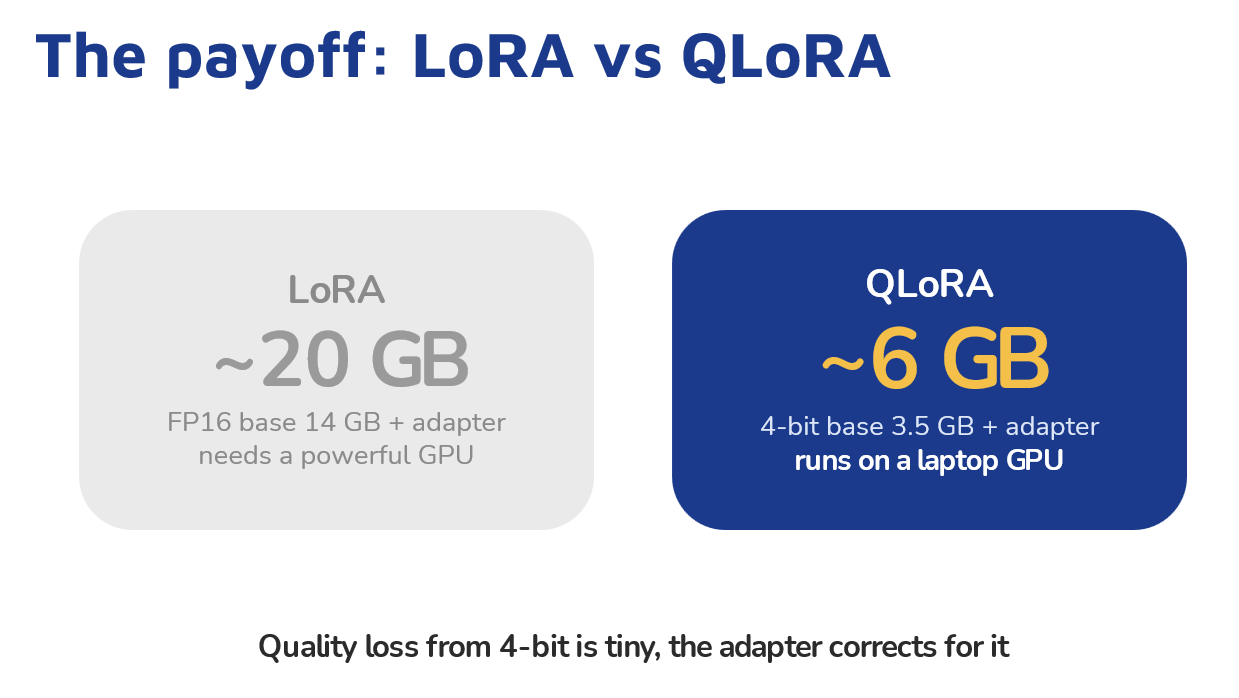 The payoff: LoRA vs QLoRA
LoRA
~20 GB
FP16 base 14 GB + adapter
needs a powerful GPU
QLoRA
~6 GB
4-bit base 3.5 GB + adapter
runs on a laptop GPU
Quality loss from 4-bit is tiny, the adapter corrects for it